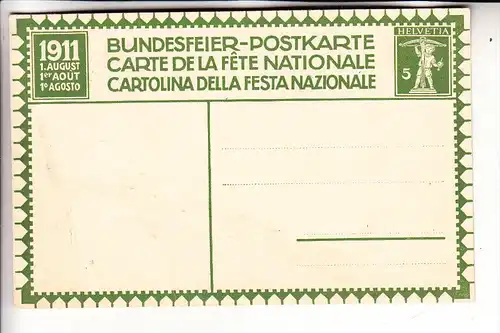 1911
1. AUGUST
1er AOÛT
1º AGOSTO
BUNDESFEIER-POSTKARTE
CARTE DE LA FÊTE NATIONALE
CARTOLINA DELLA FESTA NAZIONALE
HELVETIA
5